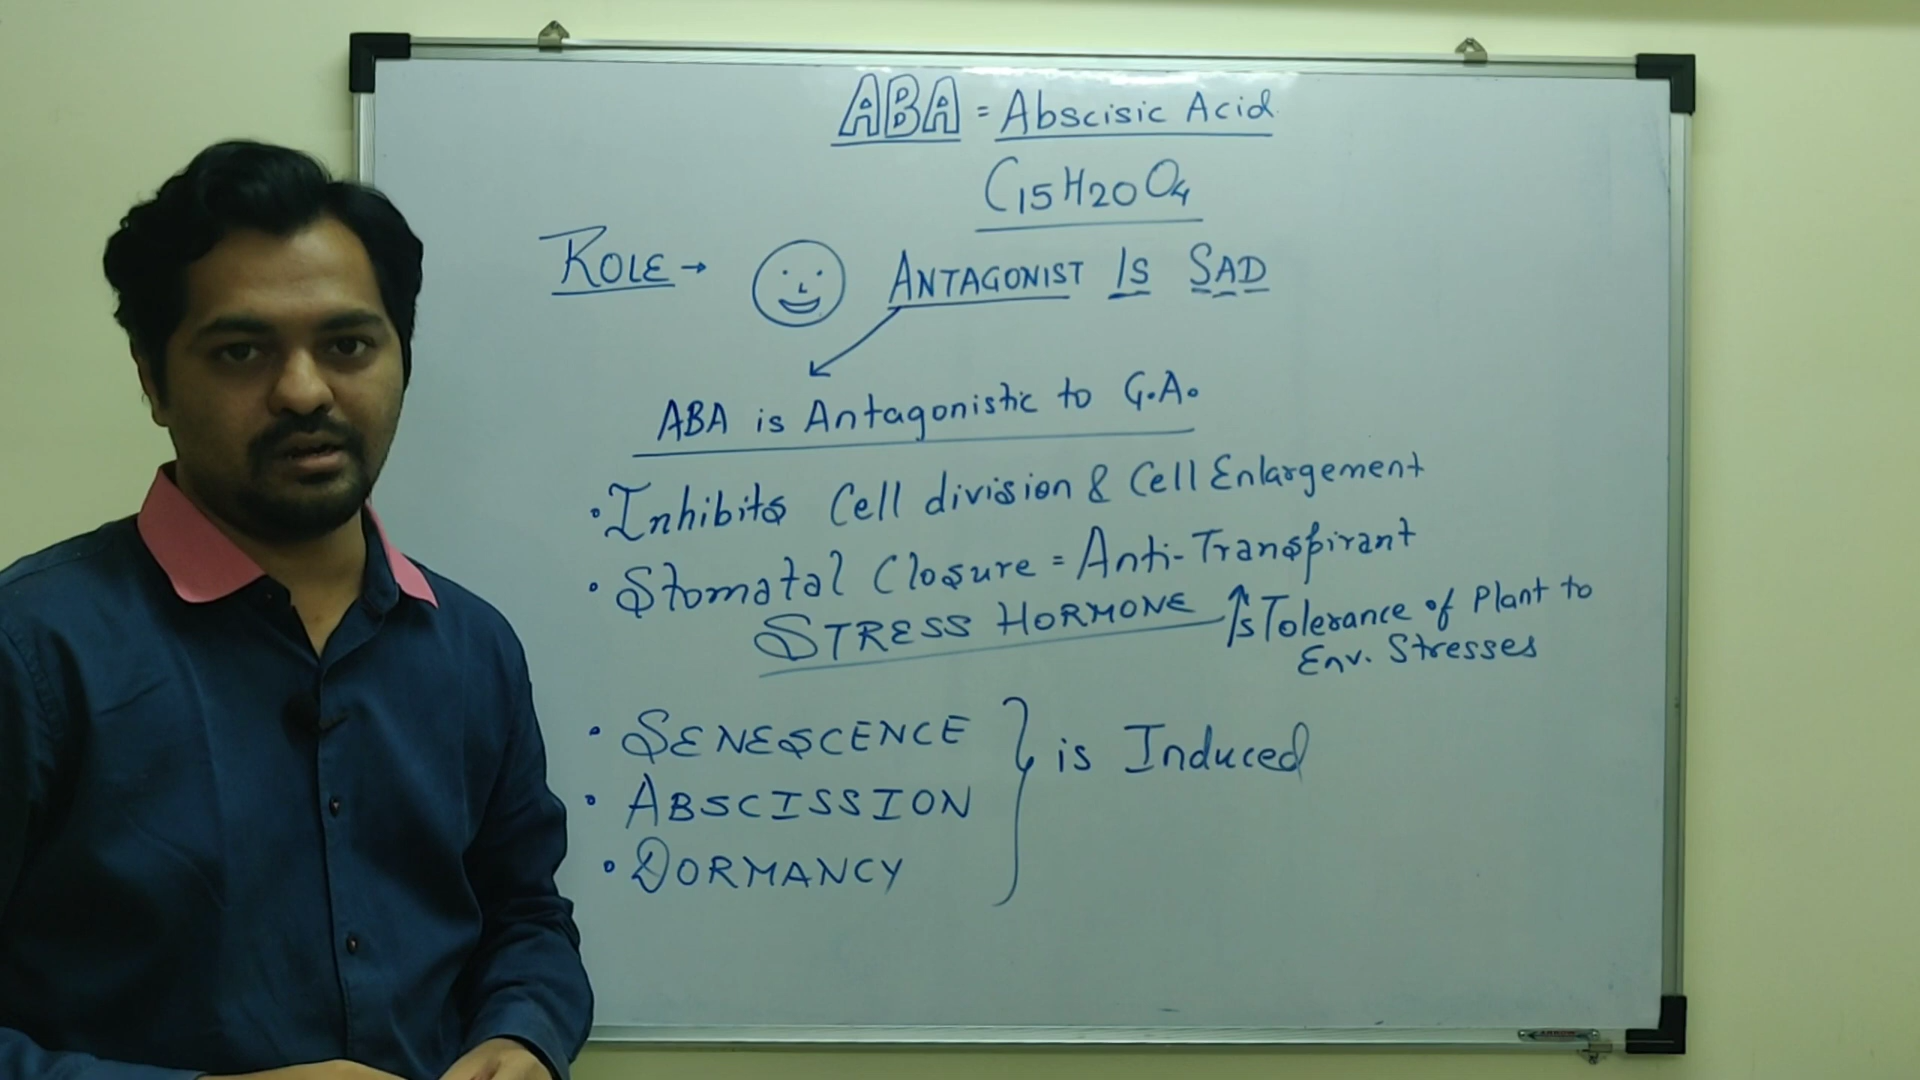 ABA = Abscisic Acid
C15H20O4
ROLE → ANTAGONIST IS SAD
ABA is Antagonistic to G.A.
• Inhibits Cell division & Cell Enlargement
• Stomatal Closure = Anti-Transpirant
STRESS HORMONE ↑s Tolerance of Plant to
Env. Stresses
• SENESCENCE
• ABSCISSION
• DORMANCY
} is Induced